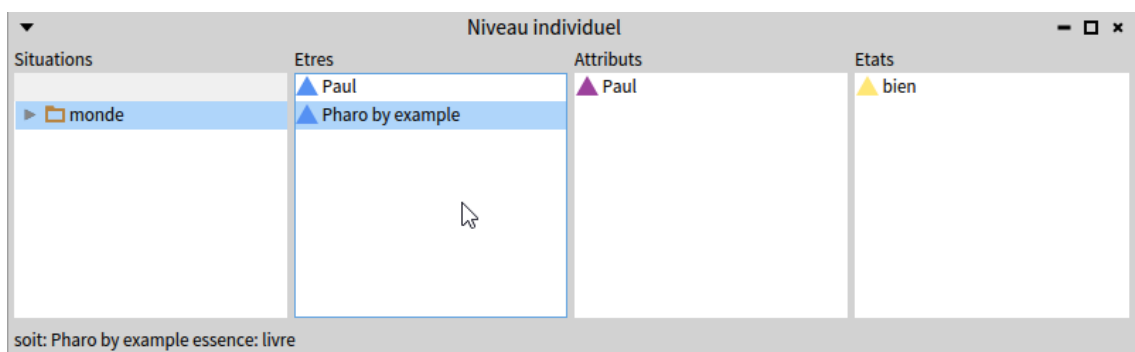 Niveau individuel
Situations Etres Attributs Etats
Paul Paul bien
monde Pharo by example
soit: Pharo by example essence: livre